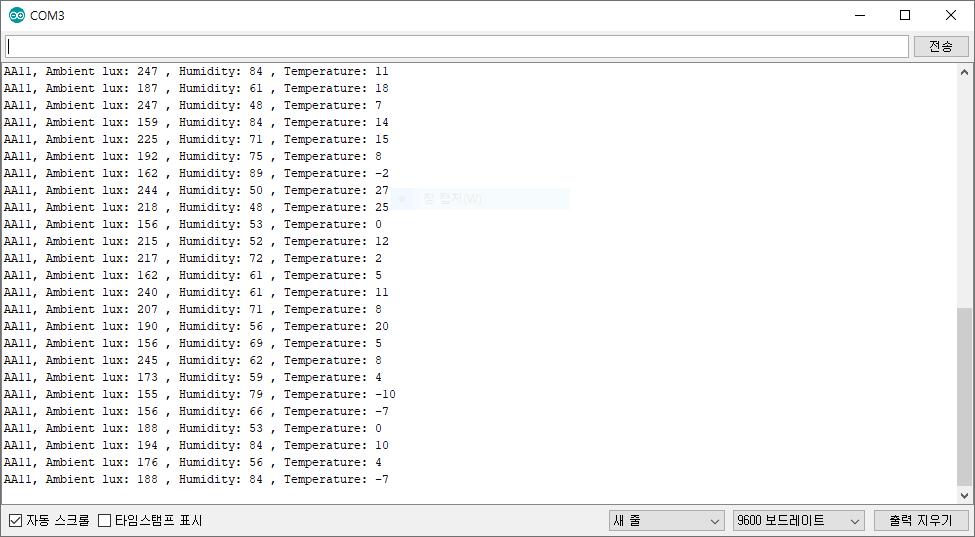 COM3
전송
AA11, Ambient lux: 247 , Humidity: 84 , Temperature: 11
AA11, Ambient lux: 187 , Humidity: 61 , Temperature: 18
AA11, Ambient lux: 247 , Humidity: 48 , Temperature: 7
AA11, Ambient lux: 159 , Humidity: 84 , Temperature: 14
AA11, Ambient lux: 225 , Humidity: 71 , Temperature: 15
AA11, Ambient lux: 192 , Humidity: 75 , Temperature: 8
AA11, Ambient lux: 162 , Humidity: 89 , Temperature: -2
AA11, Ambient lux: 244 , Humidity: 50 , Temperature: 27
창 캡처(W)
AA11, Ambient lux: 218 , Humidity: 48 , Temperature: 25
AA11, Ambient lux: 156 , Humidity: 53 , Temperature: 0
AA11, Ambient lux: 215 , Humidity: 52 , Temperature: 12
AA11, Ambient lux: 217 , Humidity: 72 , Temperature: 2
AA11, Ambient lux: 162 , Humidity: 61 , Temperature: 5
AA11, Ambient lux: 240 , Humidity: 61 , Temperature: 11
AA11, Ambient lux: 207 , Humidity: 71 , Temperature: 8
AA11, Ambient lux: 190 , Humidity: 56 , Temperature: 20
AA11, Ambient lux: 156 , Humidity: 69 , Temperature: 5
AA11, Ambient lux: 245 , Humidity: 62 , Temperature: 8
AA11, Ambient lux: 173 , Humidity: 59 , Temperature: 4
AA11, Ambient lux: 155 , Humidity: 79 , Temperature: -10
AA11, Ambient lux: 156 , Humidity: 66 , Temperature: -7
AA11, Ambient lux: 188 , Humidity: 53 , Temperature: 0
AA11, Ambient lux: 194 , Humidity: 84 , Temperature: 10
AA11, Ambient lux: 176 , Humidity: 56 , Temperature: 4
AA11, Ambient lux: 188 , Humidity: 84 , Temperature: -7
자동 스크롤 타임스탬프 표시 새 줄 9600 보드레이트 출력 지우기